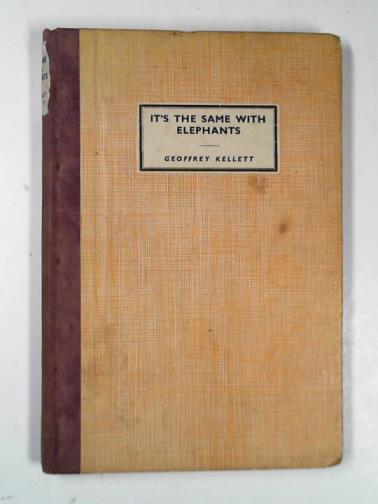 IT'S THE SAME WITH
ELEPHANTS
GEOFFREY KELLETT